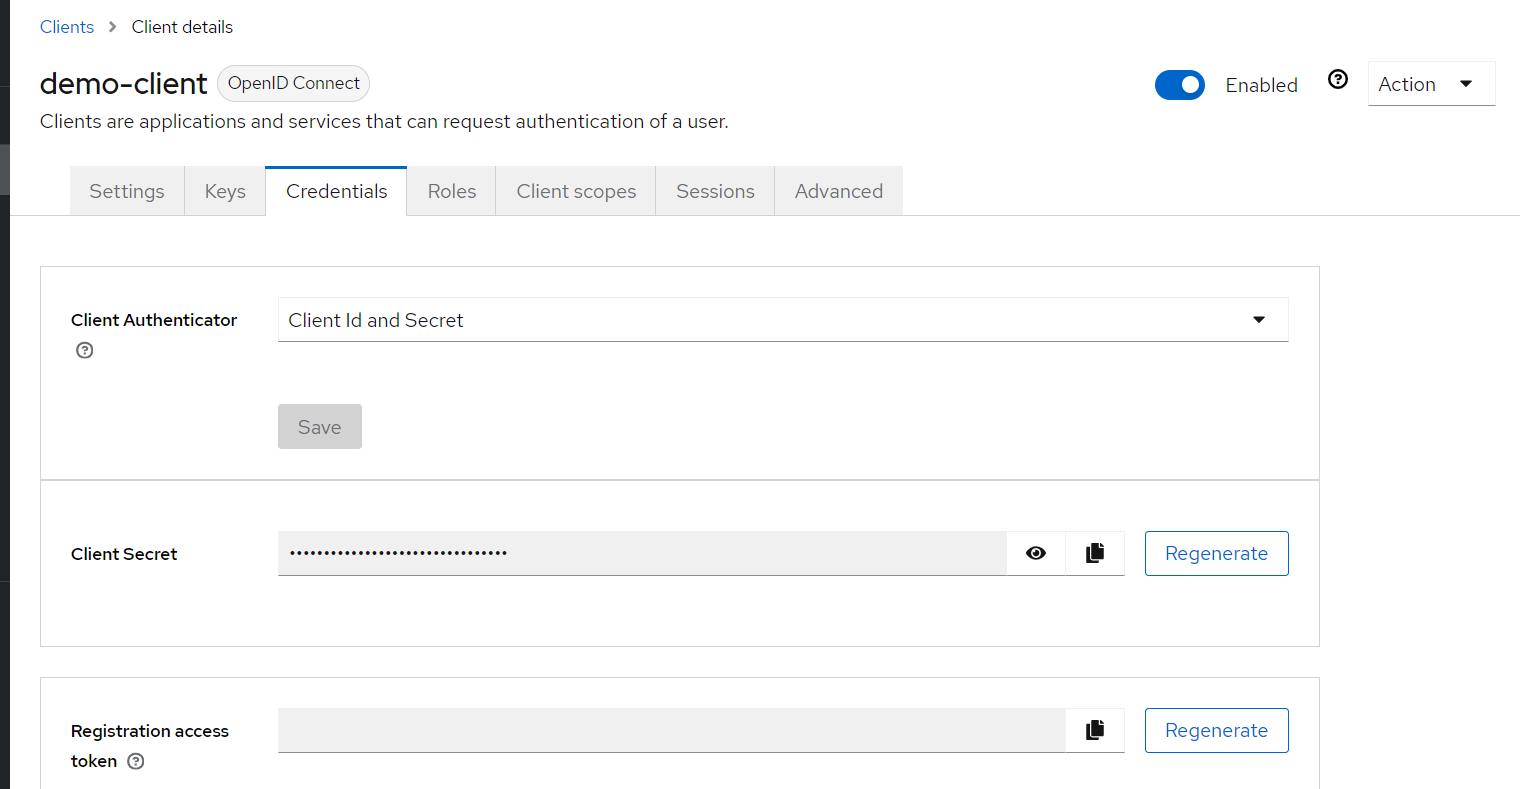 Clients > Client details
demo-client OpenID Connect
Enabled Action
Clients are applications and services that can request authentication of a user.
Settings Keys Credentials Roles Client scopes Sessions Advanced
Client Authenticator Client Id and Secret
Save
Client Secret •••••••••••••••••••••••••••••••• Regenerate
Registration access Regenerate
token